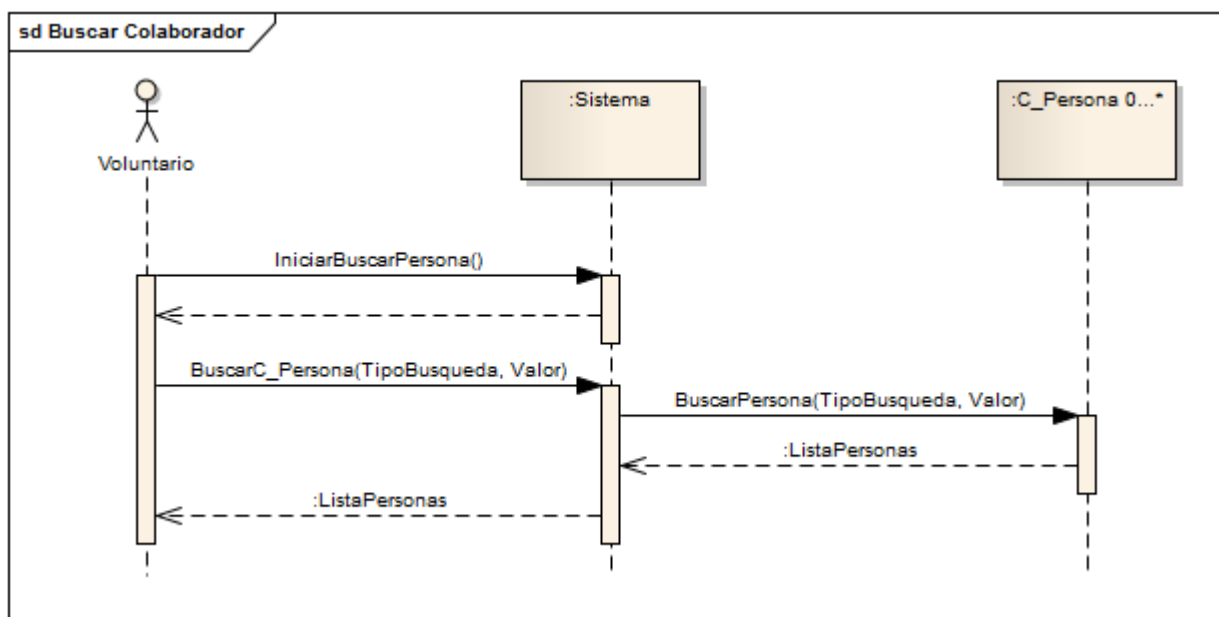 sd Buscar Colaborador
:Sistema
:C_Persona 0...*
Voluntario
IniciarBuscarPersona()
BuscarC_Persona(TipoBusqueda, Valor)
BuscarPersona(TipoBusqueda, Valor)
:ListaPersonas
:ListaPersonas